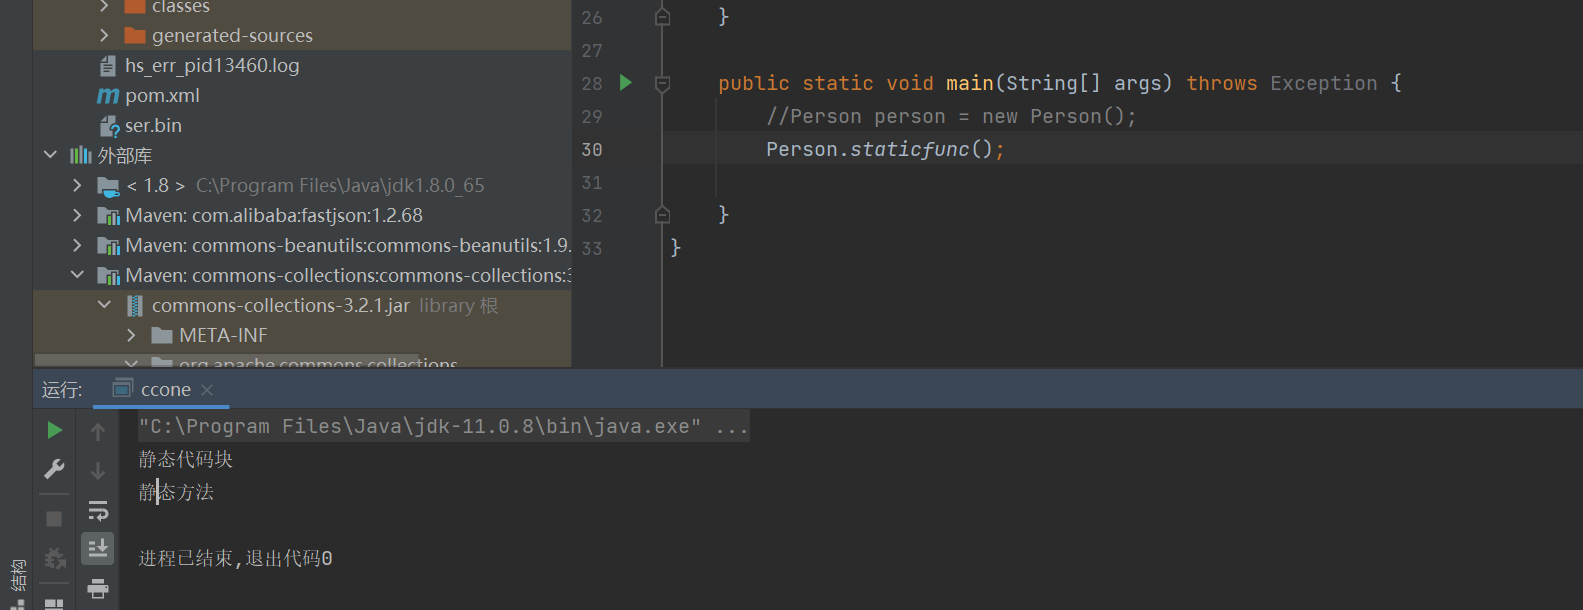 classes
generated-sources
hs_err_pid13460.log
pom.xml
ser.bin
外部库
< 1.8 > C:\Program Files\Java\jdk1.8.0_65
Maven: com.alibaba:fastjson:1.2.68
Maven: commons-beanutils:commons-beanutils:1.9.
Maven: commons-collections:commons-collections:3
commons-collections-3.2.1.jar library 根
META-INF
org.apache.commons.collections
26 }
27
28 public static void main(String[] args) throws Exception {
29 //Person person = new Person();
30 Person.staticfunc();
31
32 }
33 }
运行: ccone
"C:\Program Files\Java\jdk-11.0.8\bin\java.exe" ...
静态代码块
静态方法
进程已结束,退出代码0
结构